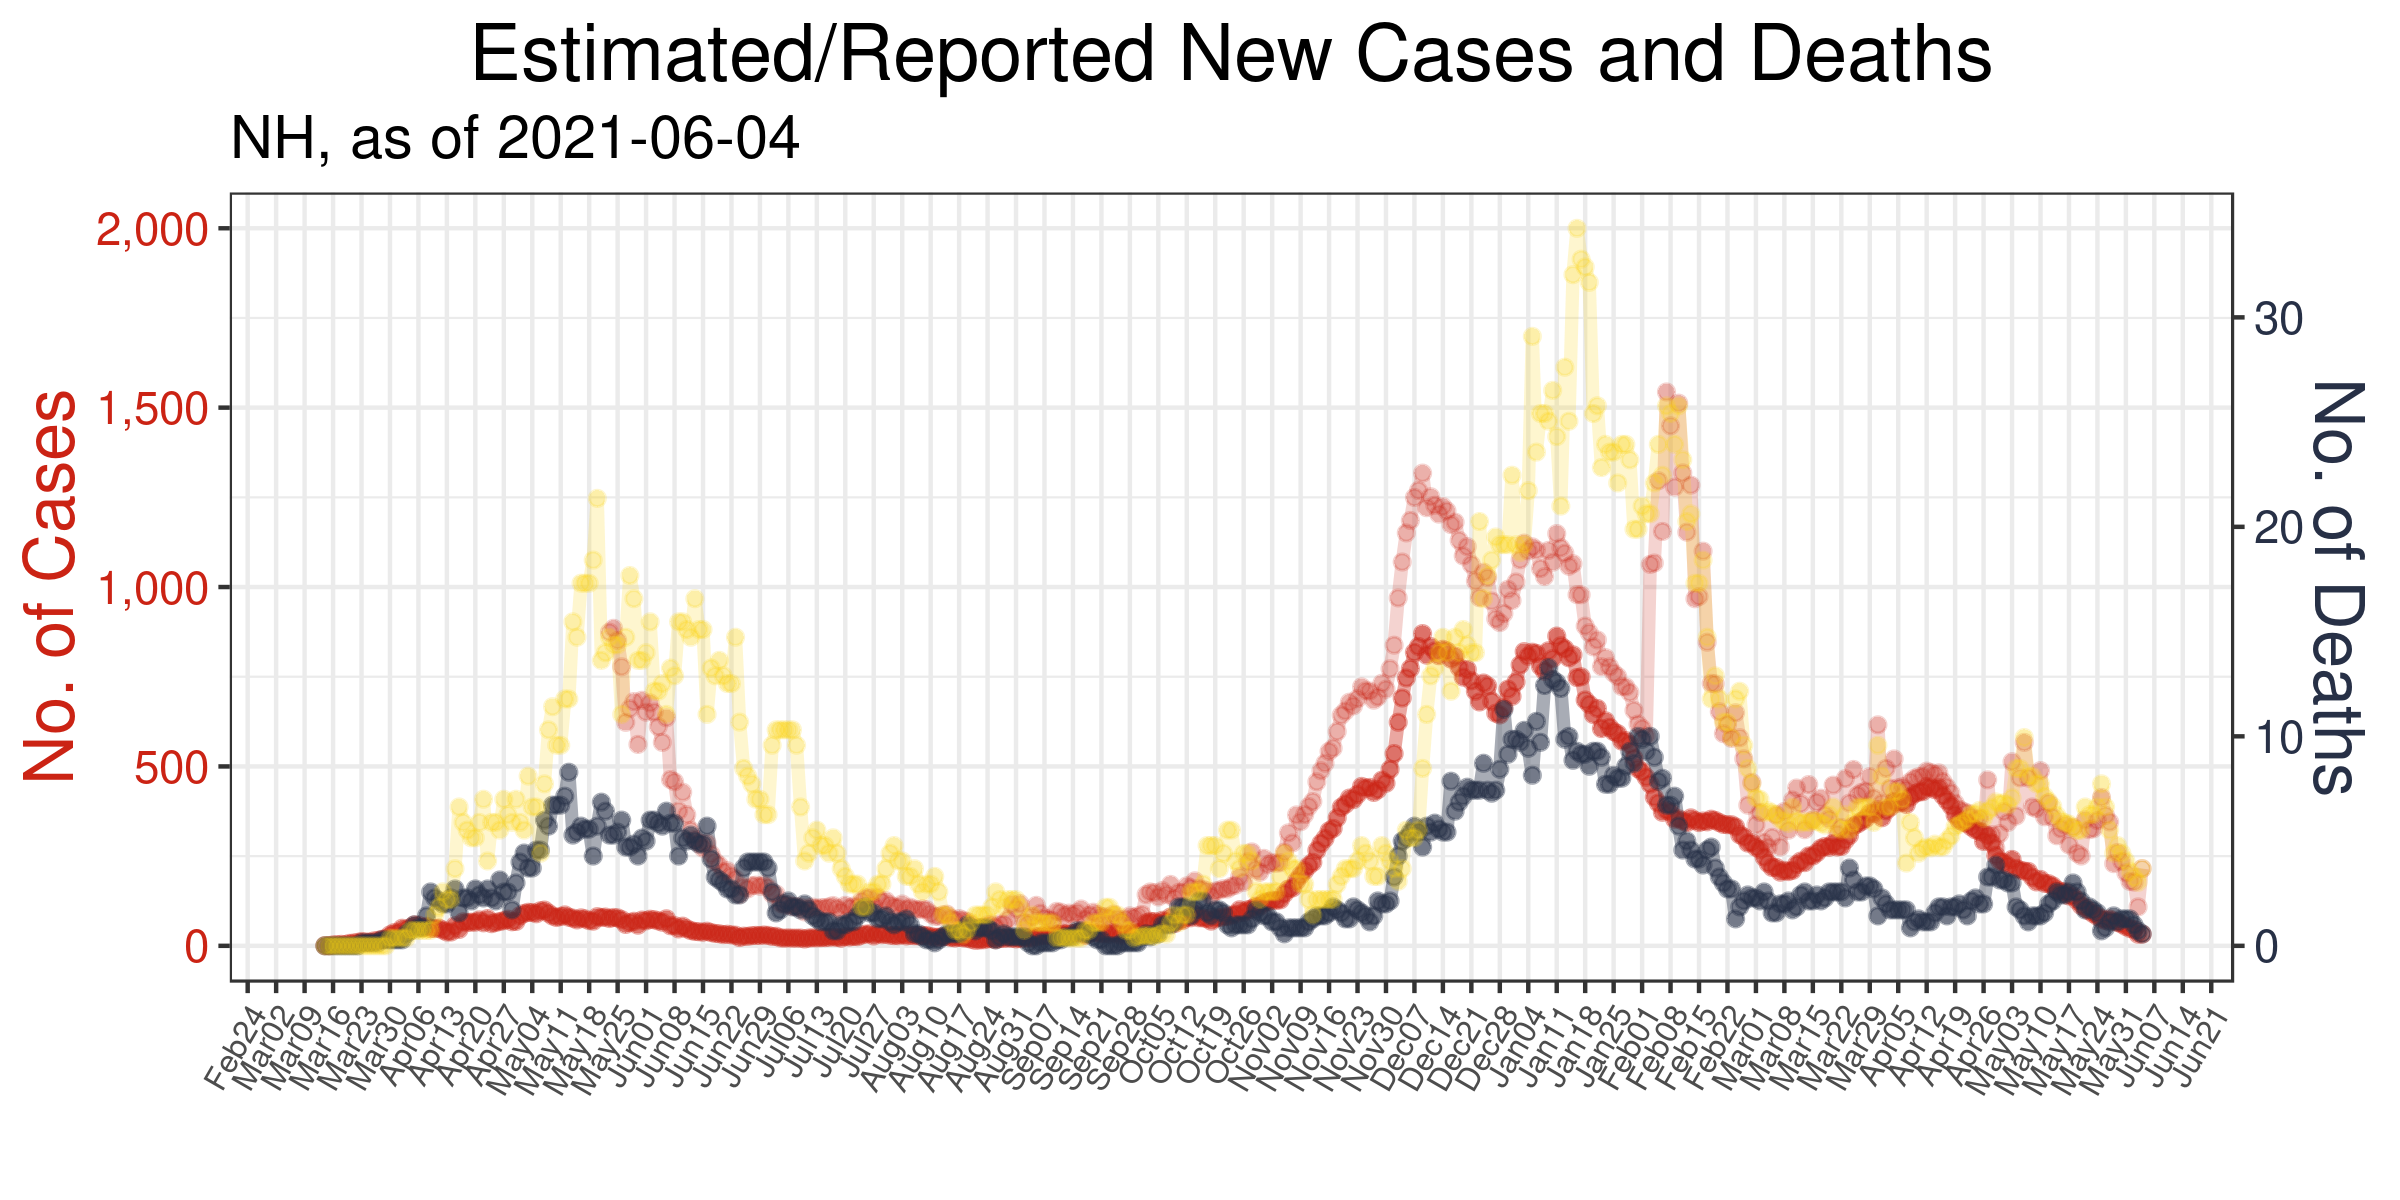 Estimated/Reported New Cases and Deaths
NH, as of 2021-06-04
No. of Cases
2,000
1,500
1,000
500
0
30
20
10
0
No. of Deaths
Feb24
Mar02
Mar09
Mar16
Mar23
Mar30
Apr06
Apr13
Apr20
Apr27
May04
May11
May18
May25
Jun01
Jun08
Jun15
Jun22
Jun29
Jul06
Jul13
Jul20
Jul27
Aug03
Aug10
Aug17
Aug24
Aug31
Sep07
Sep14
Sep21
Sep28
Oct05
Oct12
Oct19
Oct26
Nov02
Nov09
Nov16
Nov23
Nov30
Dec07
Dec14
Dec21
Dec28
Jan04
Jan11
Jan18
Jan25
Feb01
Feb08
Feb15
Feb22
Mar01
Mar08
Mar15
Mar22
Mar29
Apr05
Apr12
Apr19
Apr26
May03
May10
May17
May24
May31
Jun07
Jun14
Jun21